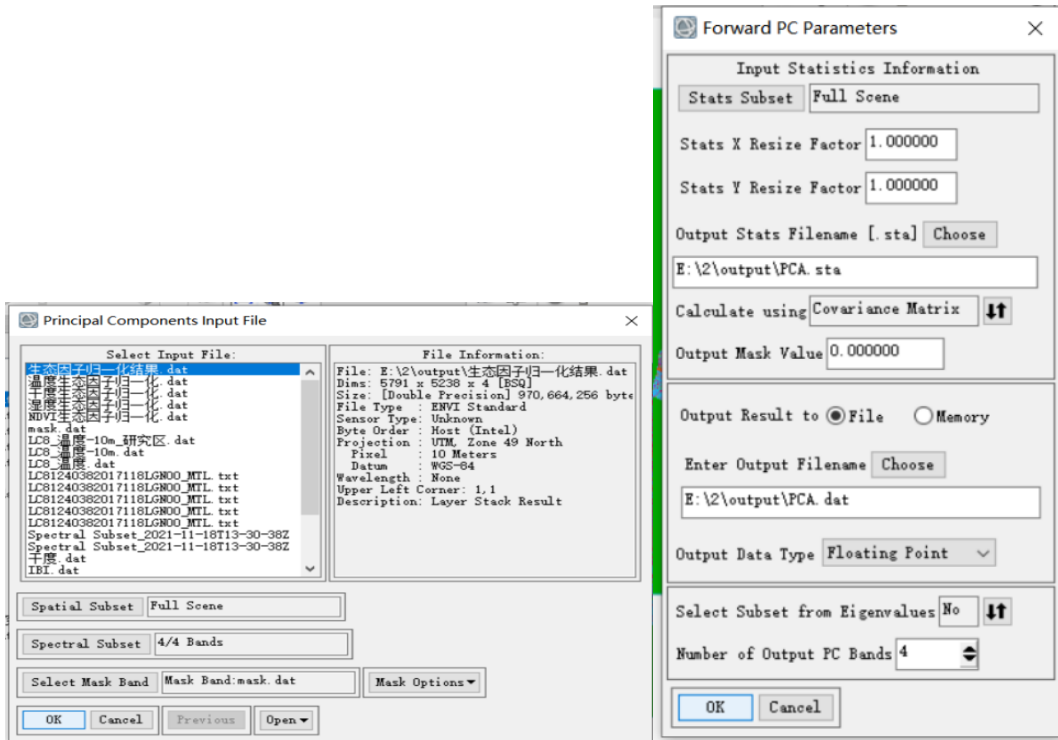 Principal Components Input File
Select Input File:
生态因子归一化结果.dat
温度生态因子归一化.dat
干度生态因子归一化.dat
湿度生态因子归一化.dat
NDVI生态因子归一化.dat
mask.dat
LC8_温度-10m_研究区.dat
LC8_温度-10m.dat
LC8_温度.dat
LC81240382017118LGN00_MTL.txt
LC81240382017118LGN00_MTL.txt
LC81240382017118LGN00_MTL.txt
LC81240382017118LGN00_MTL.txt
Spectral Subset_2021-11-18T13-30-38Z
Spectral Subset_2021-11-18T13-30-38Z
干度.dat
IBI.dat
File Information:
File: E:\2\output\生态因子归一化结果.dat
Dims: 5791 x 5238 x 4 [BSQ]
Size: [Double Precision] 970,664,256 byte
File Type : ENVI Standard
Sensor Type: Unknown
Byte Order : Host (Intel)
Projection : UTM, Zone 49 North
Pixel : 10 Meters
Datum : WGS-84
Wavelength : None
Upper Left Corner: 1,1
Description: Layer Stack Result
Spatial Subset Full Scene
Spectral Subset 4/4 Bands
Select Mask Band Mask Band:mask.dat Mask Options
OK Cancel Previous Open
Forward PC Parameters
Input Statistics Information
Stats Subset Full Scene
Stats X Resize Factor 1.000000
Stats Y Resize Factor 1.000000
Output Stats Filename [.sta] Choose
E:\2\output\PCA.sta
Calculate using Covariance Matrix
Output Mask Value 0.000000
Output Result to File Memory
Enter Output Filename Choose
E:\2\output\PCA.dat
Output Data Type Floating Point
Select Subset from Eigenvalues No
Number of Output PC Bands 4
OK Cancel